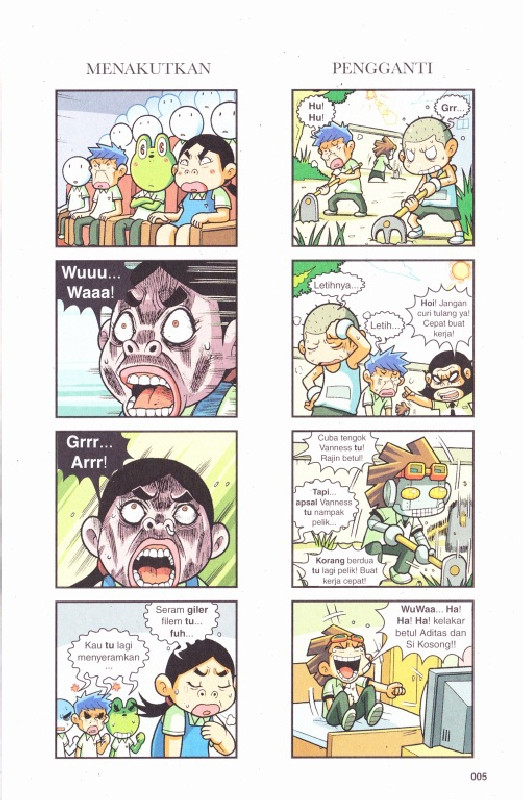 MENAKUTKAN
Wuuu...
Waaa!
Grrr...
Arrr!
Seram giler
filem tu...
fuh...
Kau tu lagi
menyeramkan
...
PENGGANTI
Hu!
Hu!
Grr...
Letihnya...
Letih...
Hoi! Jangan
curi tulang ya!
Cepat buat
kerja!
Cuba tengok
Vanness tu!
Rajin betul!
Tapi...
apsal Vanness
tu nampak
pelik...
Korang berdua
tu lagi pelik! Buat
kerja cepat!
WuWaa... Ha!
Ha! Ha! kelakar
betul Aditas dan
Si Kosong!!
005